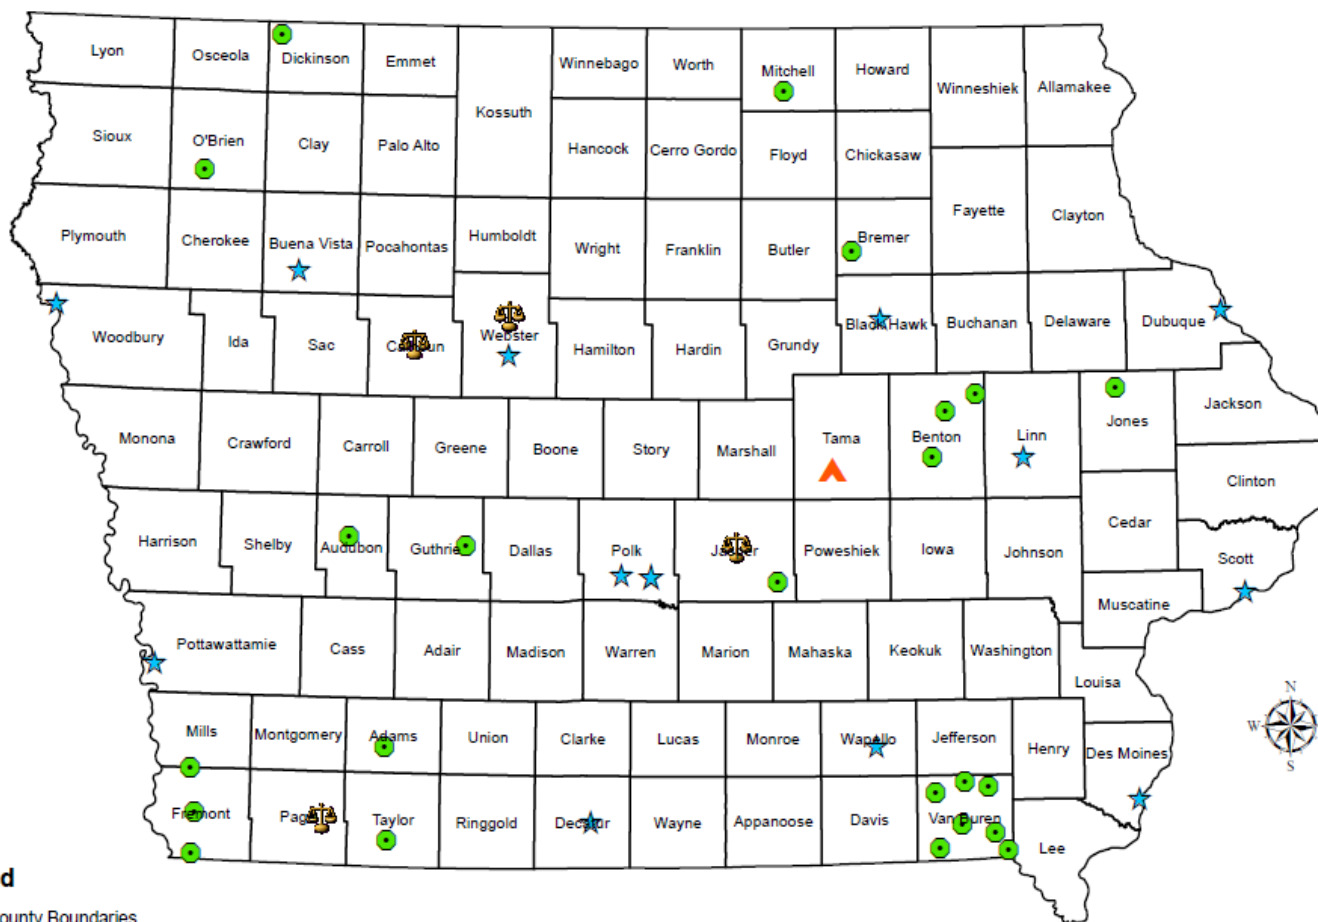 Lyon
Osceola
Dickinson
Emmet
Kossuth
Winnebago
Worth
Mitchell
Howard
Winneshiek
Allamakee
Sioux
O'Brien
Clay
Palo Alto
Hancock
Cerro Gordo
Floyd
Chickasaw
Plymouth
Cherokee
Buena Vista
Pocahontas
Humboldt
Wright
Franklin
Butler
Bremer
Fayette
Clayton
Woodbury
Ida
Sac
Webster
Hamilton
Hardin
Grundy
Black Hawk
Buchanan
Delaware
Dubuque
Monona
Crawford
Carroll
Greene
Boone
Story
Marshall
Tama
Benton
Linn
Jones
Jackson
Clinton
Harrison
Shelby
Audubon
Guthrie
Dallas
Polk
Poweshiek
Iowa
Johnson
Cedar
Scott
Muscatine
Pottawattamie
Cass
Adair
Madison
Warren
Marion
Mahaska
Keokuk
Washington
Louisa
N
W
S
Mills
Montgomery
Adams
Union
Clarke
Lucas
Monroe
Wapello
Jefferson
Henry
Des Moines
Fremont
Taylor
Ringgold
Decatur
Wayne
Appanoose
Davis
Van Buren
Lee
d
ounty Boundaries